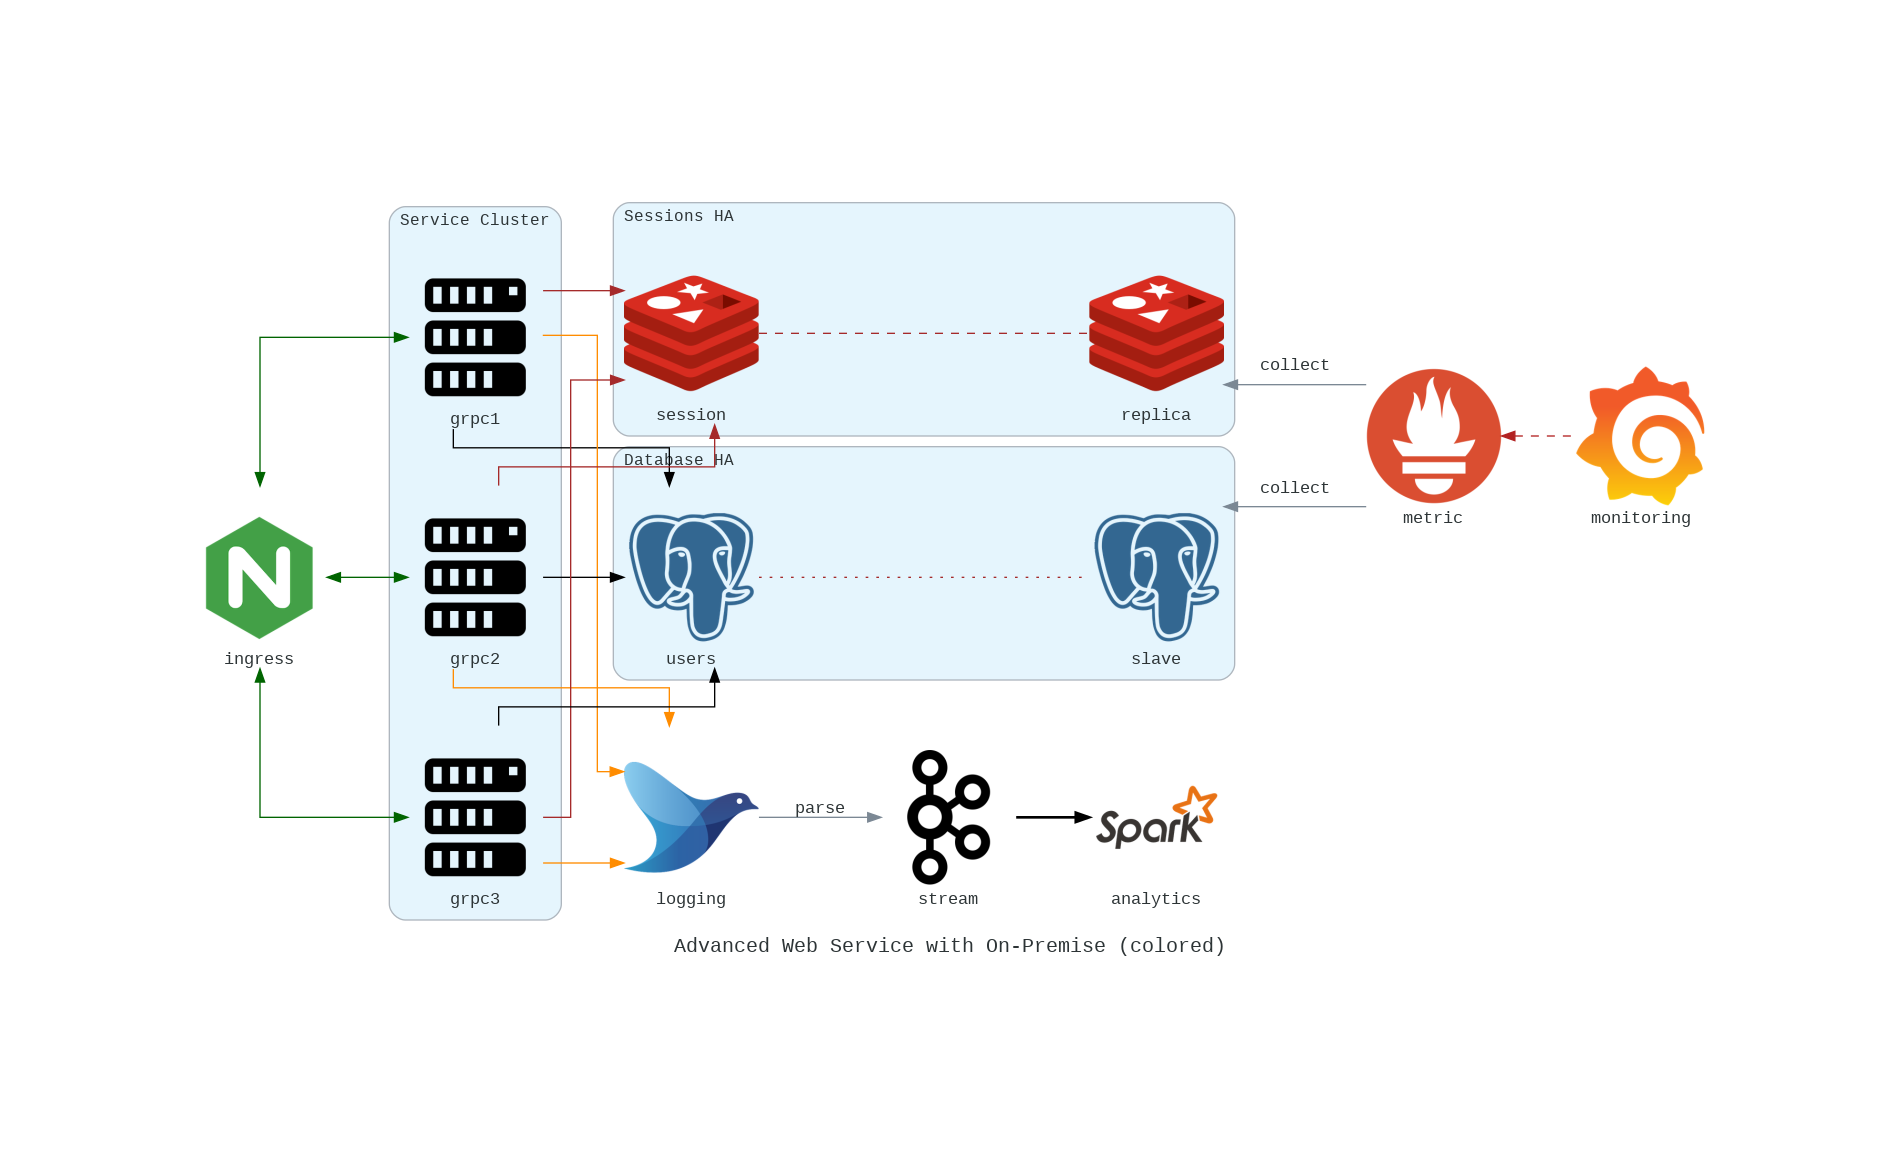 Service Cluster
Sessions HA
grpc1
session
replica
collect
Database HA
collect
metric
monitoring
N
ingress
grpc2
users
slave
parse
Spark
grpc3
logging
stream
analytics
Advanced Web Service with On-Premise (colored)